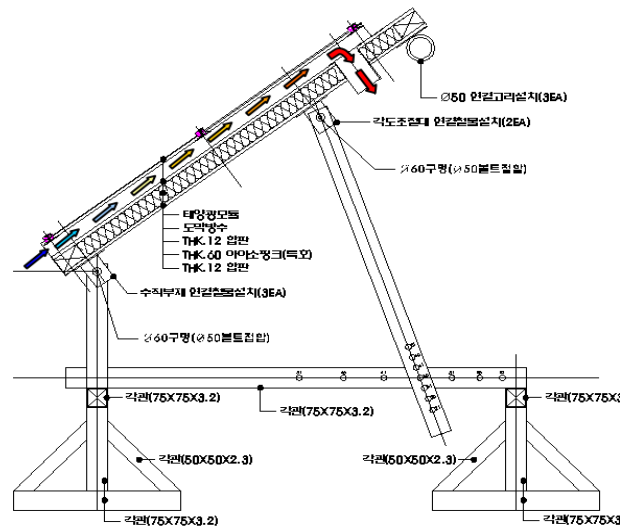 Ø50 연결고리설치(3EA)
각도조절대 연결철물설치(2EA)
Ø60구멍(Ø50볼트접합)
태양광모듈
도막방수
THK.12 합판
THK.60 아이소핑크(특호)
THK.12 합판
수직부재 연결철물설치(3EA)
Ø60구멍(Ø50볼트접합)
각관(75X75X3.2)
각관(75X75X3.2)
각관(75X75X3
각관(50X50X2.3)
각관(50X50X2.3)
각관(75X75X3.2)
각관(75X75X3